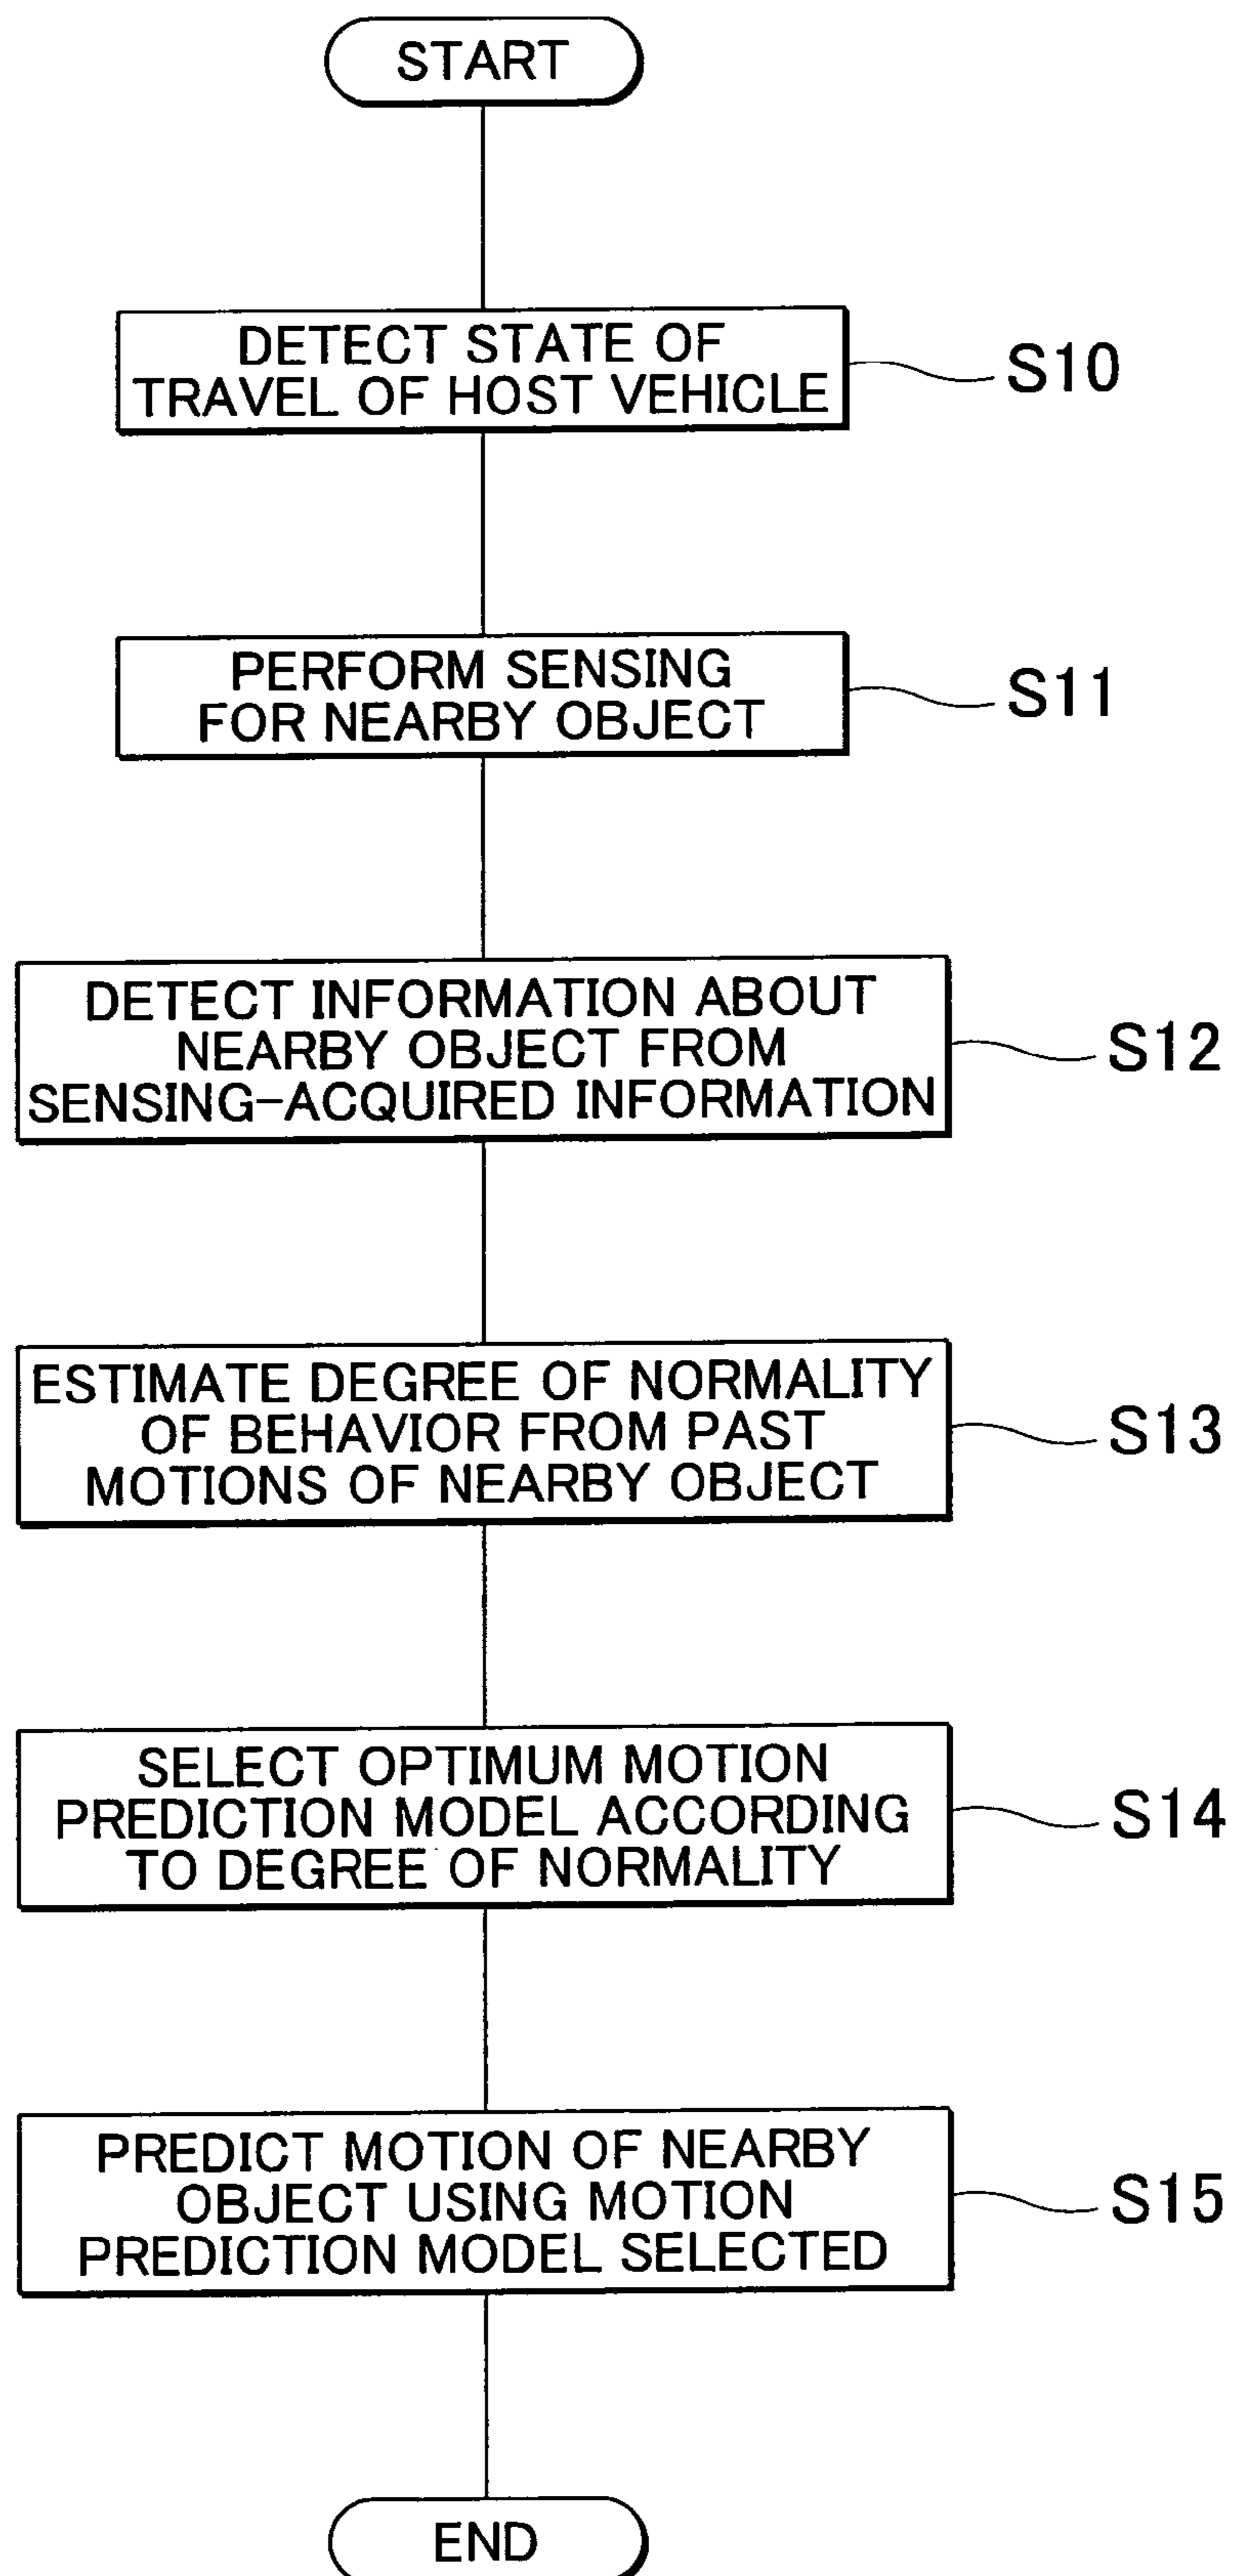 START
DETECT STATE OF
TRAVEL OF HOST VEHICLE
S10
PERFORM SENSING
FOR NEARBY OBJECT
S11
DETECT INFORMATION ABOUT
NEARBY OBJECT FROM
SENSING-ACQUIRED INFORMATION
S12
ESTIMATE DEGREE OF NORMALITY
OF BEHAVIOR FROM PAST
MOTIONS OF NEARBY OBJECT
S13
SELECT OPTIMUM MOTION
PREDICTION MODEL ACCORDING
TO DEGREE OF NORMALITY
S14
PREDICT MOTION OF NEARBY
OBJECT USING MOTION
PREDICTION MODEL SELECTED
S15
END